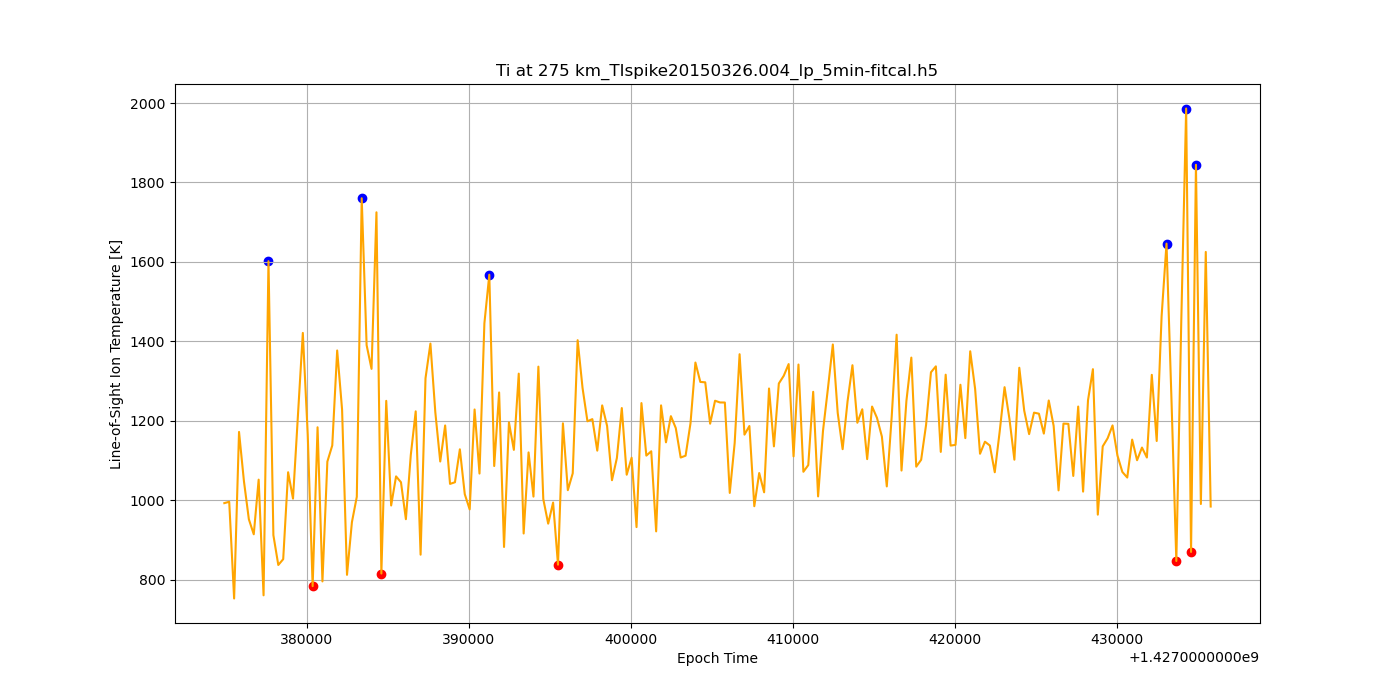 Ti at 275 km_TIspike20150326.004_lp_5min-fitcal.h5
Line-of-Sight Ion Temperature [K]
2000
1800
1600
1400
1200
1000
800
380000 390000 400000 410000 420000 430000
Epoch Time
+1.4270000000e9